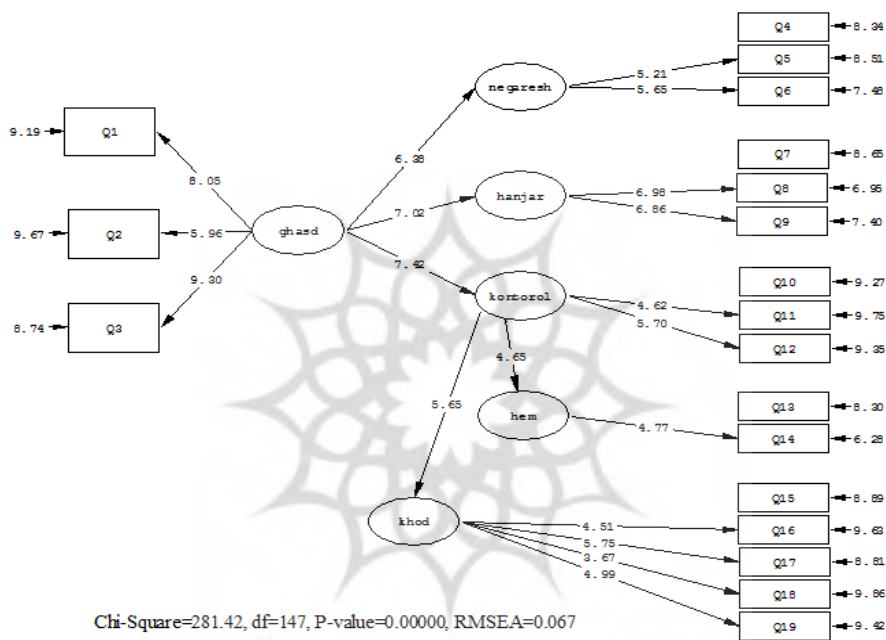 Q4
8.34
Q5
8.51
Q6
7.48
negaresh
5.21
5.65
Q1
9.19
8.05
6.38
Q7
8.65
Q8
6.95
Q9
7.40
hanjar
6.98
6.86
7.02
Q2
9.67
5.96
ghasd
7.42
Q3
8.74
9.30
kontorol
Q10
9.27
4.62
Q11
9.75
5.70
Q12
9.35
4.65
5.65
hem
4.77
Q13
8.30
Q14
6.28
khod
Q15
8.89
4.51
Q16
9.63
5.75
Q17
8.81
3.67
Q18
9.86
4.99
Q19
9.42
Chi-Square=281.42, df=147, P-value=0.00000, RMSEA=0.067